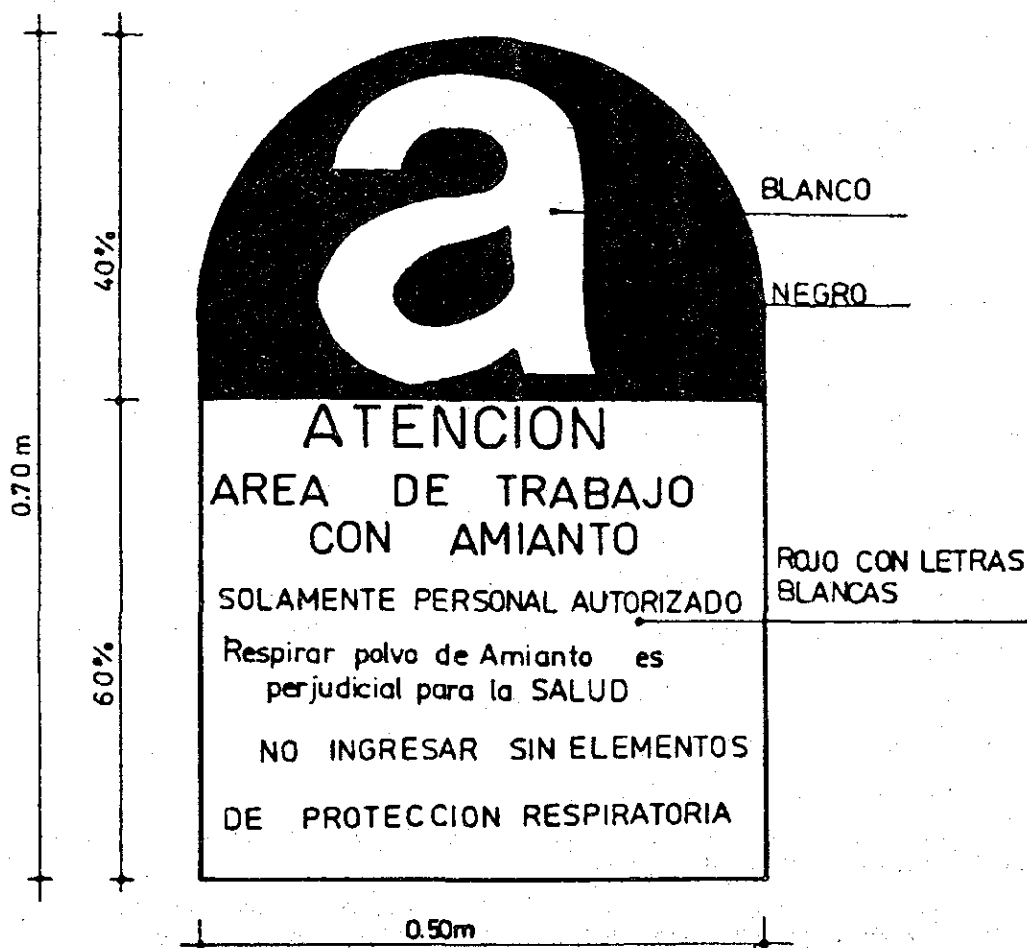 a
BLANCO
NEGRO
40%
0.70 m
ATENCION
AREA DE TRABAJO
CON AMIANTO
ROJO CON LETRAS
BLANCAS
SOLAMENTE PERSONAL AUTORIZADO
Respirar polvo de Amianto es
perjudicial para la SALUD
60%
NO INGRESAR SIN ELEMENTOS
DE PROTECCION RESPIRATORIA
0.50m